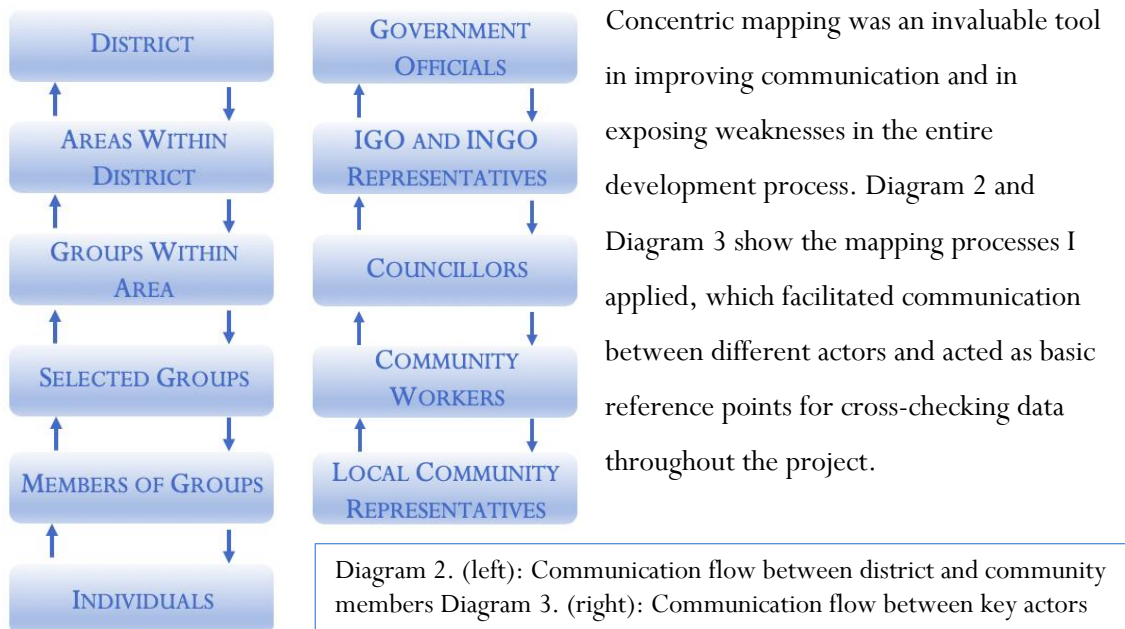 DISTRICT
AREAS WITHIN
DISTRICT
GROUPS WITHIN
AREA
SELECTED GROUPS
MEMBERS OF GROUPS
INDIVIDUALS
GOVERNMENT
OFFICIALS
IGO AND INGO
REPRESENTATIVES
COUNCILLORS
COMMUNITY
WORKERS
LOCAL COMMUNITY
REPRESENTATIVES
Concentric mapping was an invaluable tool
in improving communication and in
exposing weaknesses in the entire
development process. Diagram 2 and
Diagram 3 show the mapping processes I
applied, which facilitated communication
between different actors and acted as basic
reference points for cross-checking data
throughout the project.
Diagram 2. (left): Communication flow between district and community
members Diagram 3. (right): Communication flow between key actors